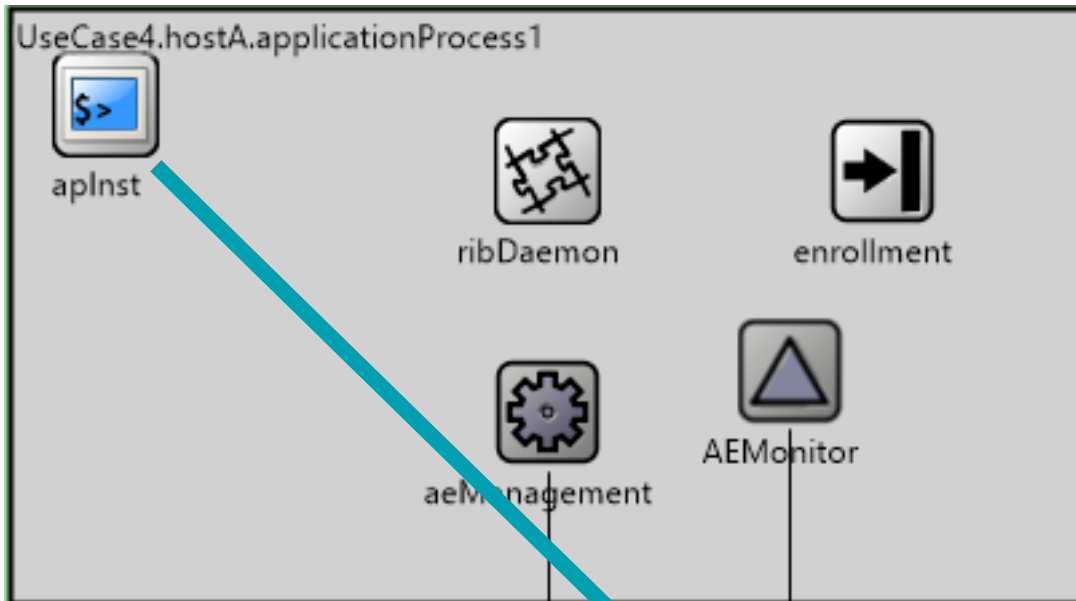 UseCase4.hostA.applicationProcess1
$>
apInst
ribDaemon
enrollment
AEMonitor
aeManagement